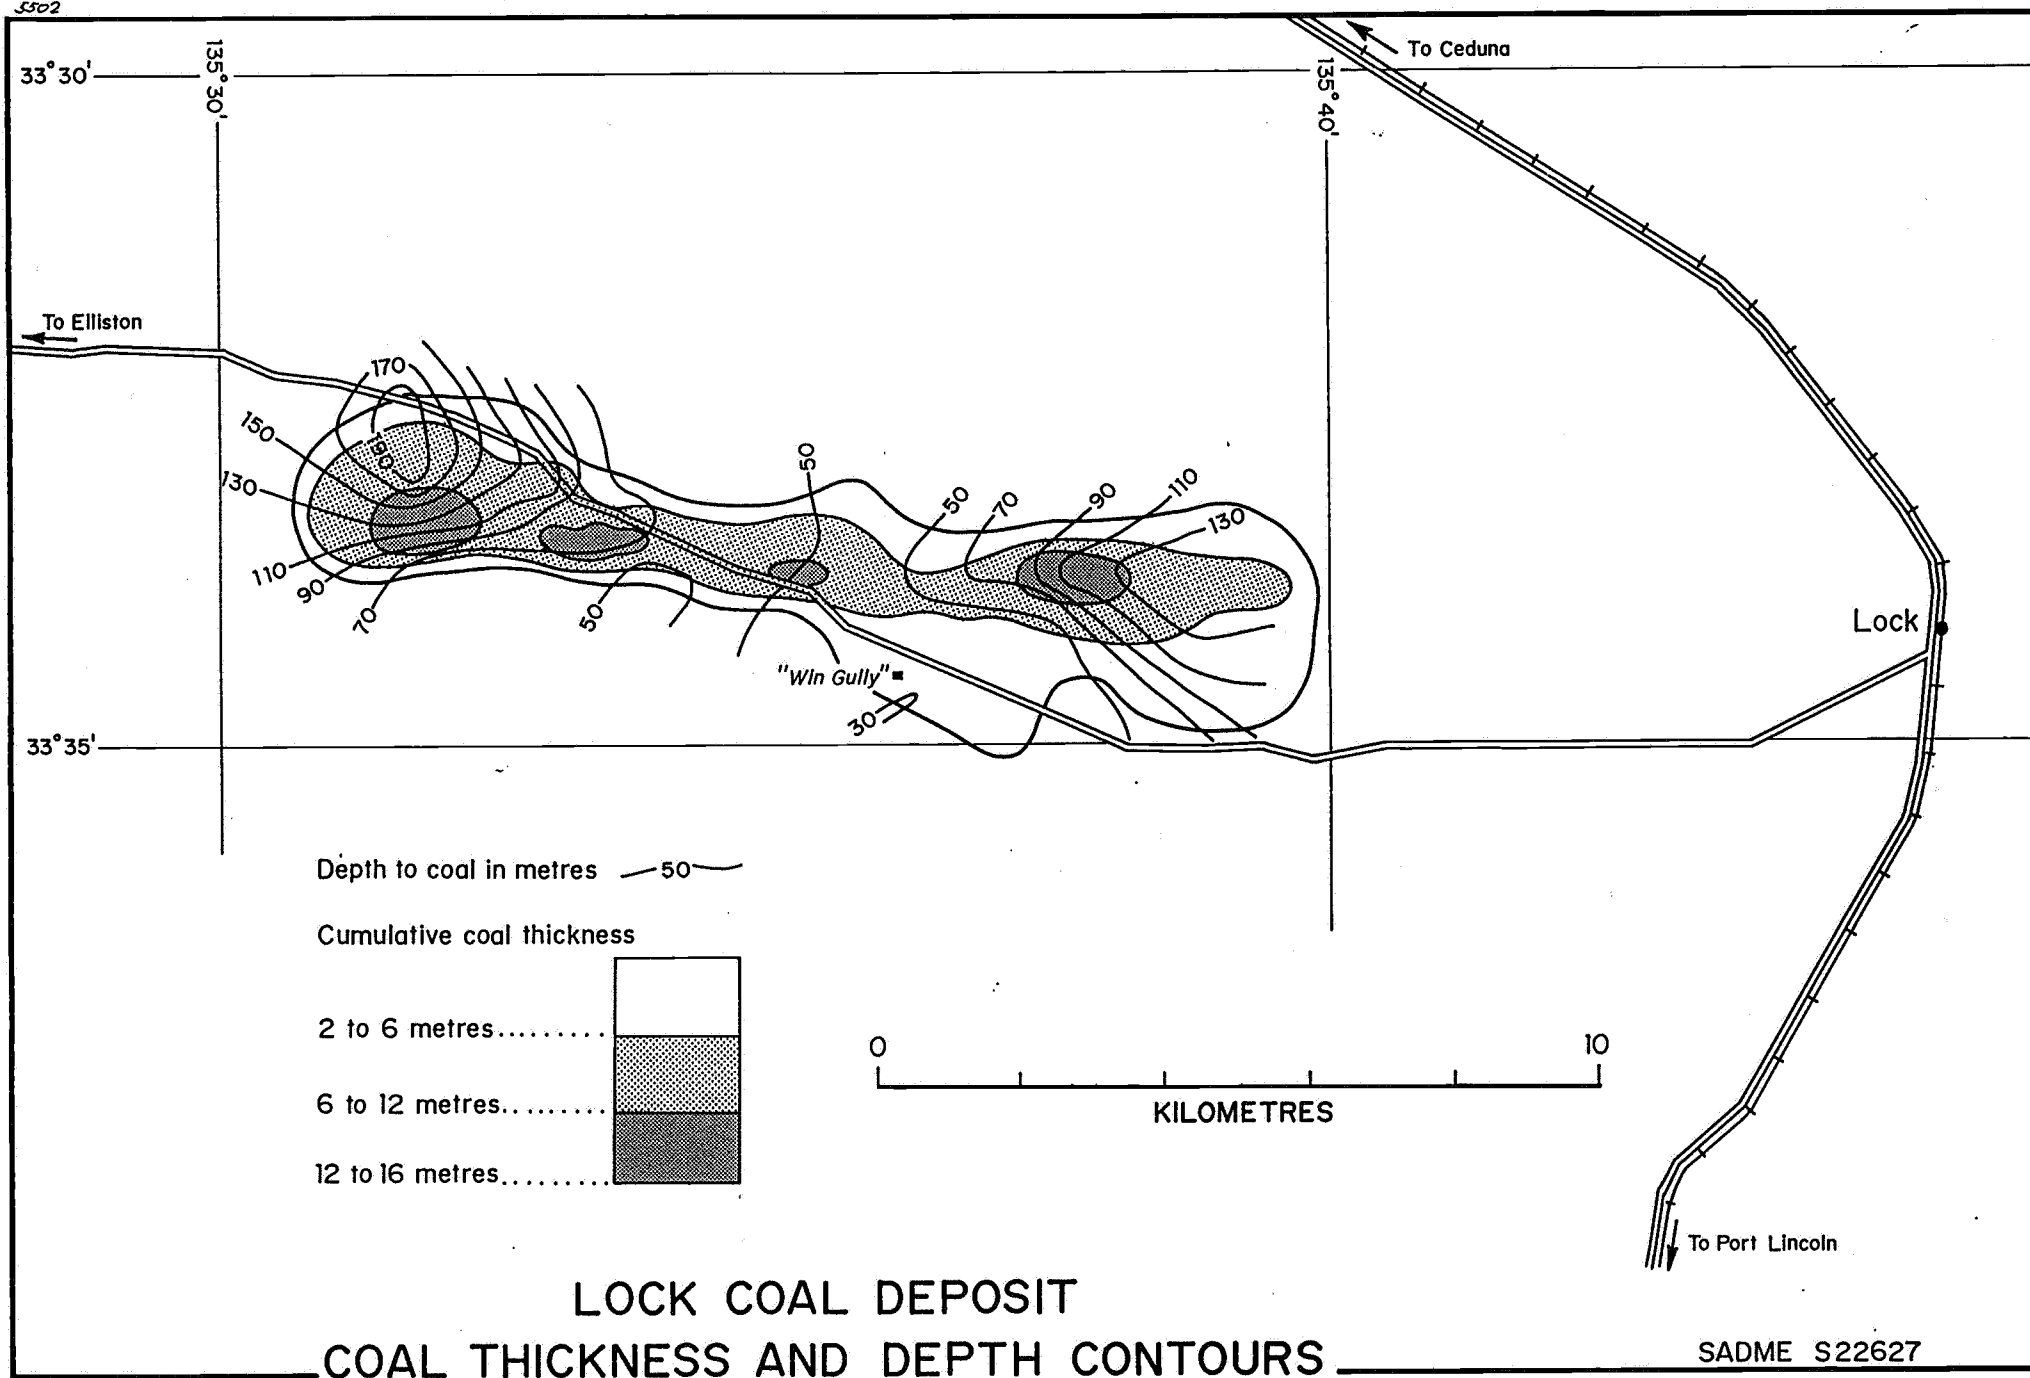 5502
To Ceduna
33°30'
135°30'
135°40'
To Elliston
170
150
190
130
50
50
70
90
110
130
110
90
70
50
Lock
"Win Gully"
30
33°35'
Depth to coal in metres 50
Cumulative coal thickness
2 to 6 metres..........
6 to 12 metres.........
12 to 16 metres.........
0 10
KILOMETRES
To Port Lincoln
LOCK COAL DEPOSIT
COAL THICKNESS AND DEPTH CONTOURS
SADME S22627